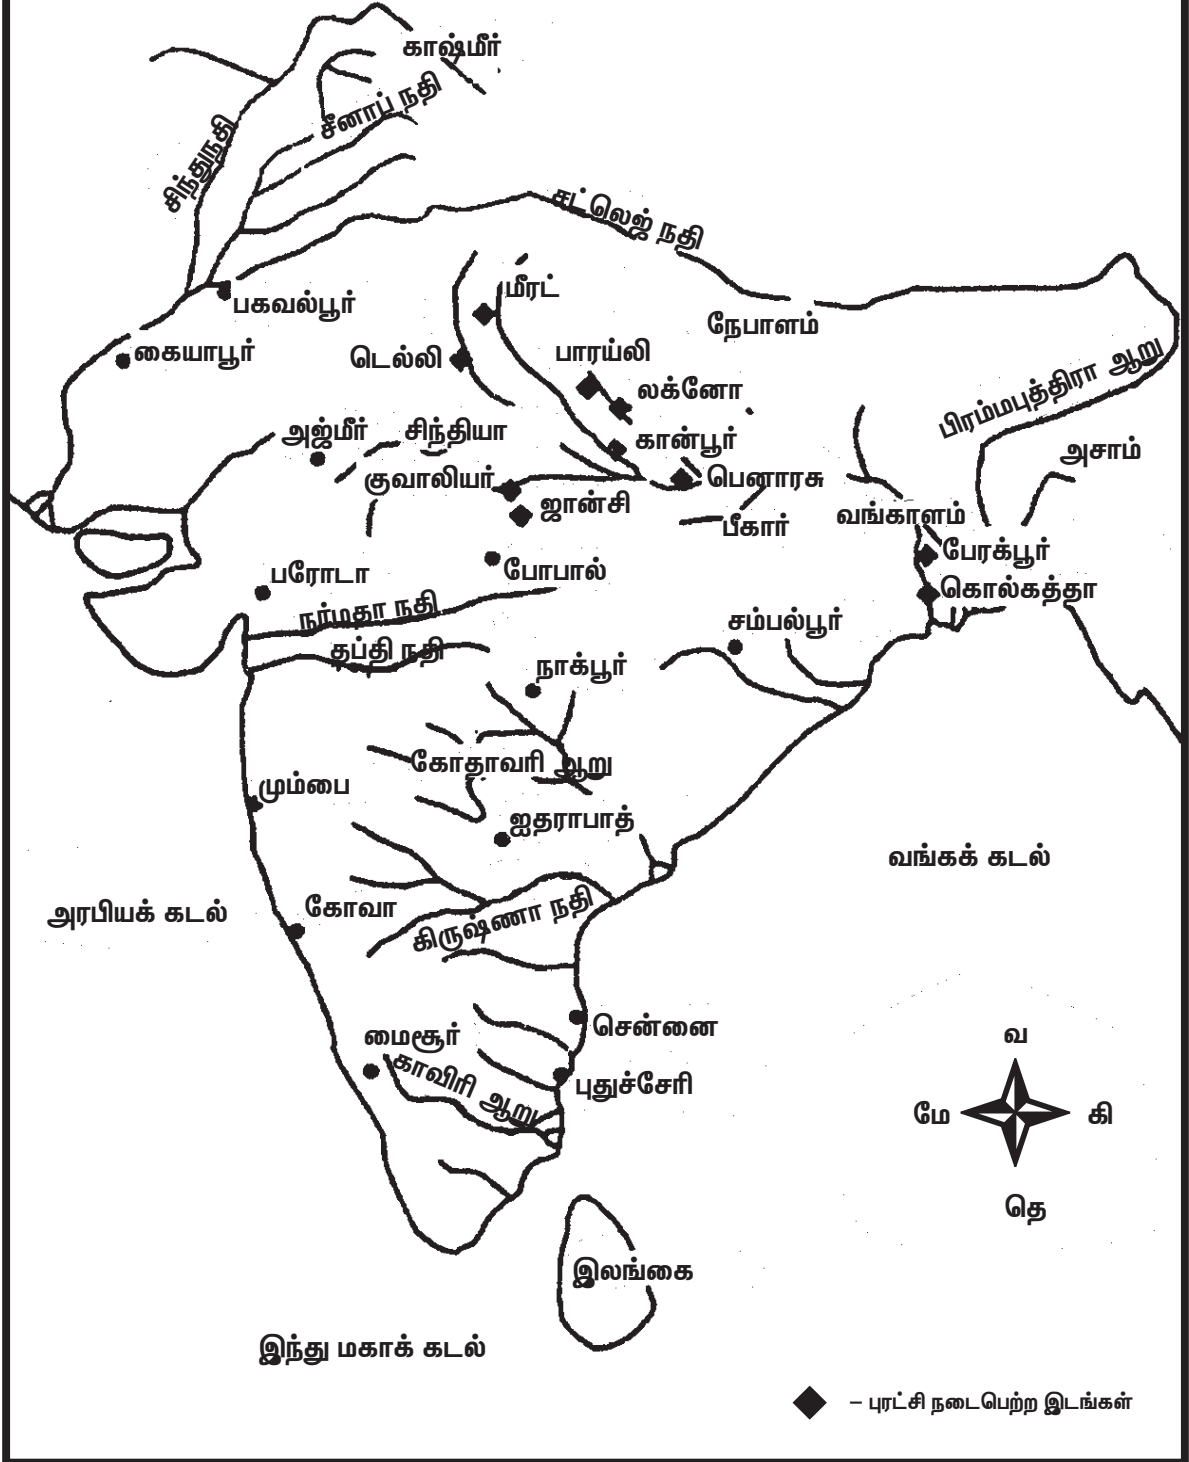 காஷ்மீர்
சீனாப் நதி
சிந்துநதி
சட்லெஜ் நதி
மீரட்
பகவல்பூர்
நேபாளம்
கையாபூர்
டெல்லி
பாரய்லி
பிரம்மபுத்திரா ஆறு
லக்னோ
அஜ்மீர்
சிந்தியா
கான்பூர்
அசாம்
குவாலியர்
பெனாரசு
ஜான்சி
வங்காளம்
பீகார்
பேரக்பூர்
பரோடா
போபால்
கொல்கத்தா
நர்மதா நதி
சம்பல்பூர்
தப்தி நதி
நாக்பூர்
கோதாவரி ஆறு
மும்பை
ஐதராபாத்
வங்கக் கடல்
அரபியக் கடல்
கோவா
கிருஷ்ணா நதி
சென்னை
மைசூர்
வ
காவிரி ஆறு
புதுச்சேரி
மே
கி
தெ
இலங்கை
இந்து மகாக் கடல்
– புரட்சி நடைபெற்ற இடங்கள்